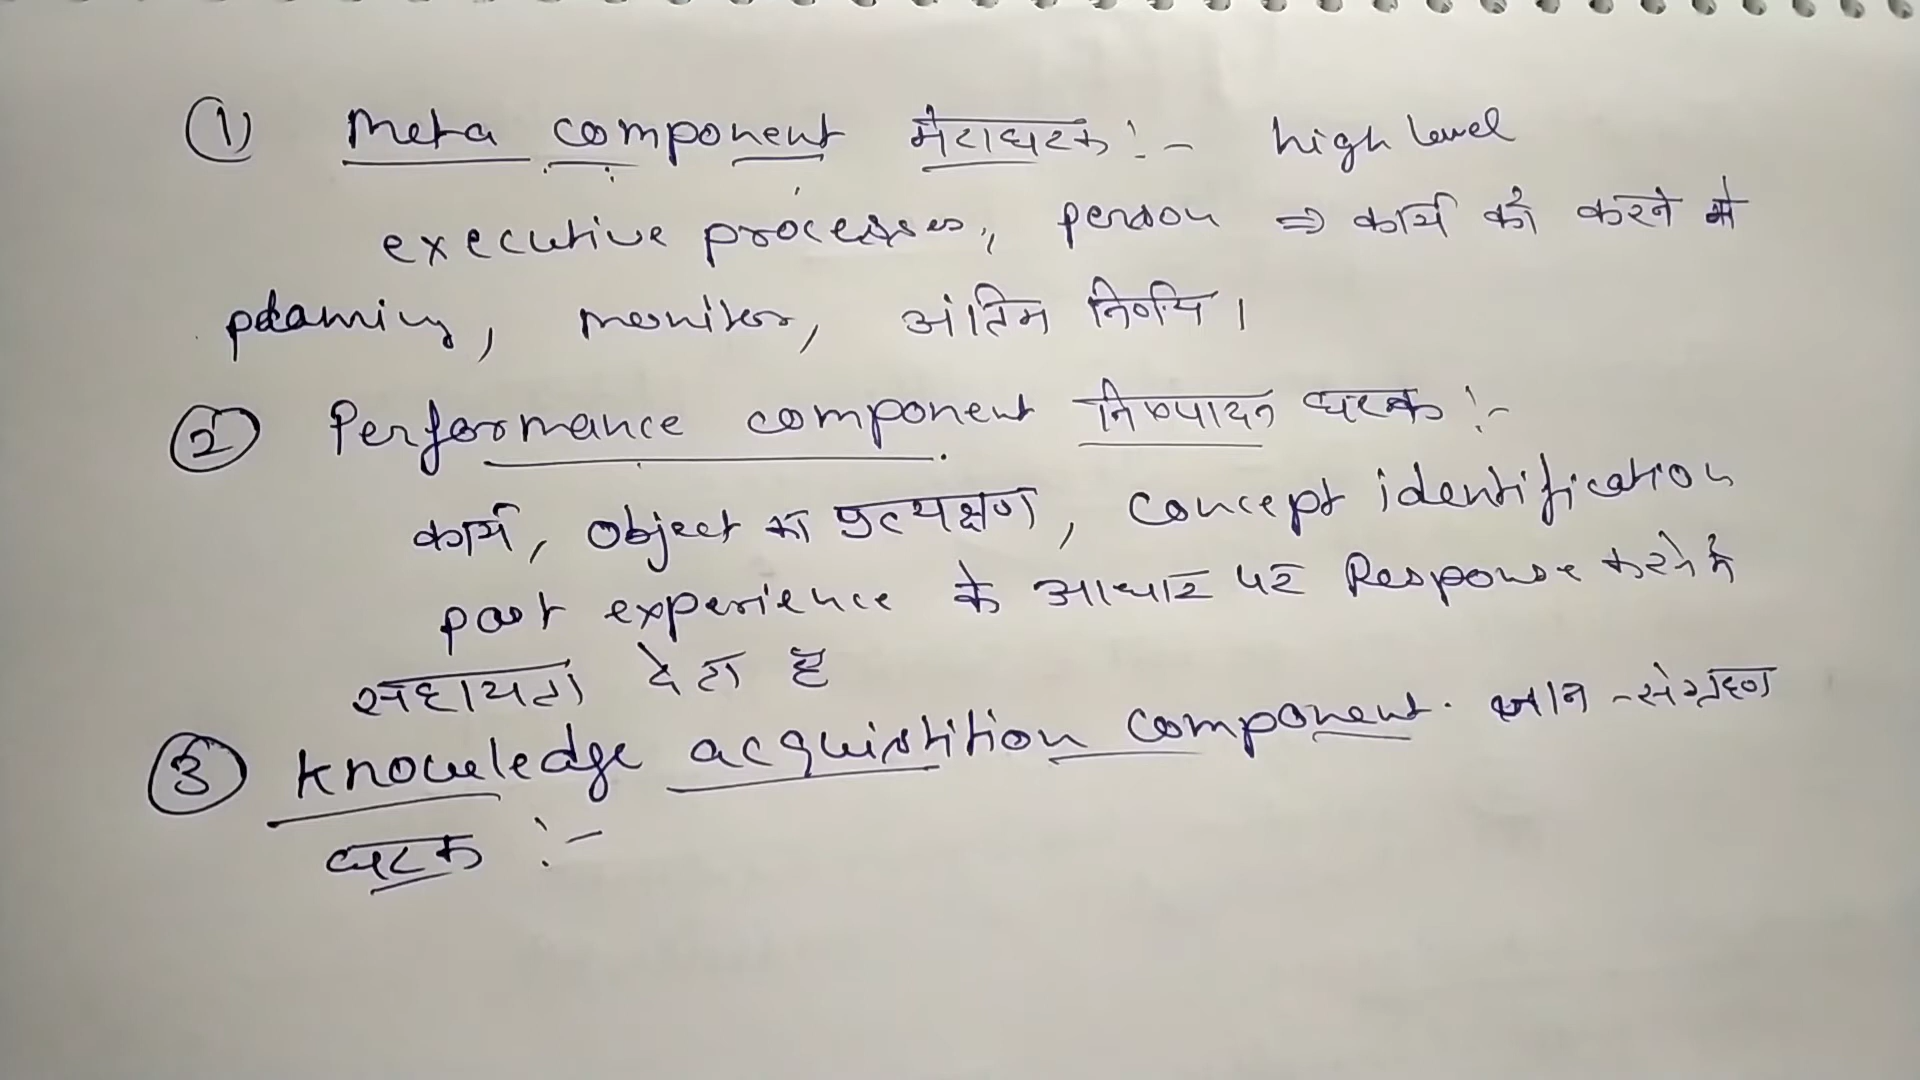 ① Meta component मेटाघटक :- high level
executive processes, person ⇒ कार्य को करने में
planning, monitor, अंतिम निर्णय ।
② Performance component निष्पादन घटक :-
कार्य, object का प्रत्यक्षण, concept identification
past experience के आधार पर Response करने में
सहायता देता है
③ knowledge acquistition component. ज्ञान-संग्रहण
घटक :-